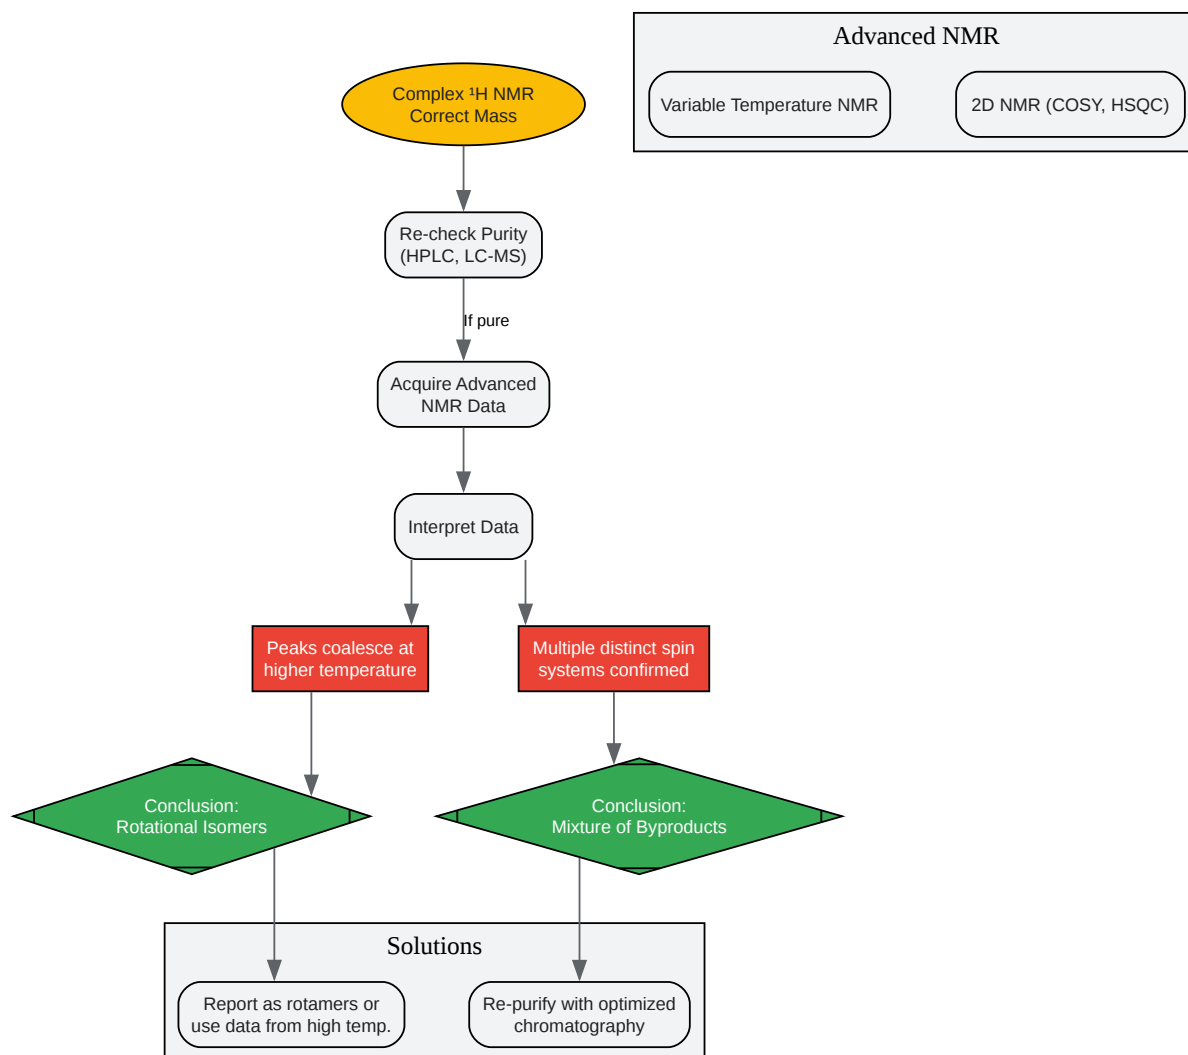 Advanced NMR
Variable Temperature NMR
2D NMR (COSY, HSQC)
Complex ¹H NMR
Correct Mass
Re-check Purity
(HPLC, LC-MS)
If pure
Acquire Advanced
NMR Data
Interpret Data
Peaks coalesce at
higher temperature
Multiple distinct spin
systems confirmed
Conclusion:
Rotational Isomers
Conclusion:
Mixture of Byproducts
Solutions
Report as rotamers or
use data from high temp.
Re-purify with optimized
chromatography